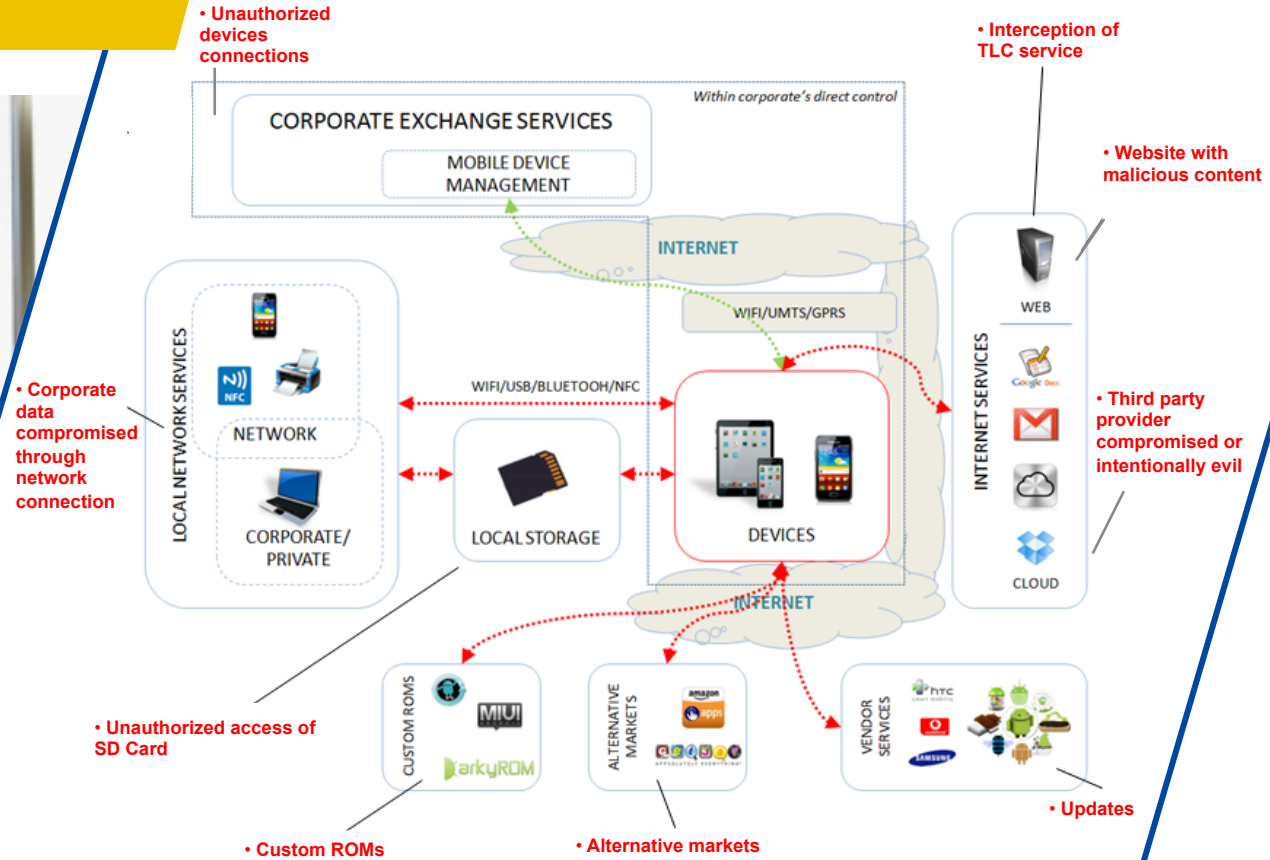 • Unauthorized
devices
connections
• Interception of
TLC service
Within corporate's direct control
CORPORATE EXCHANGE SERVICES
MOBILE DEVICE
MANAGEMENT
• Website with
malicious content
INTERNET
WIFI/UMTS/GPRS
WEB
INTERNET SERVICES
Google Docs
CLOUD
• Third party
provider
compromised or
intentionally evil
• Corporate
data
compromised
through
network
connection
LOCAL NETWORK SERVICES
N))
NFC
NETWORK
CORPORATE/
PRIVATE
WIFI/USB/BLUETOOH/NFC
LOCAL STORAGE
DEVICES
INTERNET
• Unauthorized access of
SD Card
CUSTOM ROMS
MIUI
arkyROM
ALTERNATIVE
MARKETS
amazon
apps
VENDOR
SERVICES
hTC
smart mobility
SAMSUNG
• Updates
• Custom ROMs
• Alternative markets